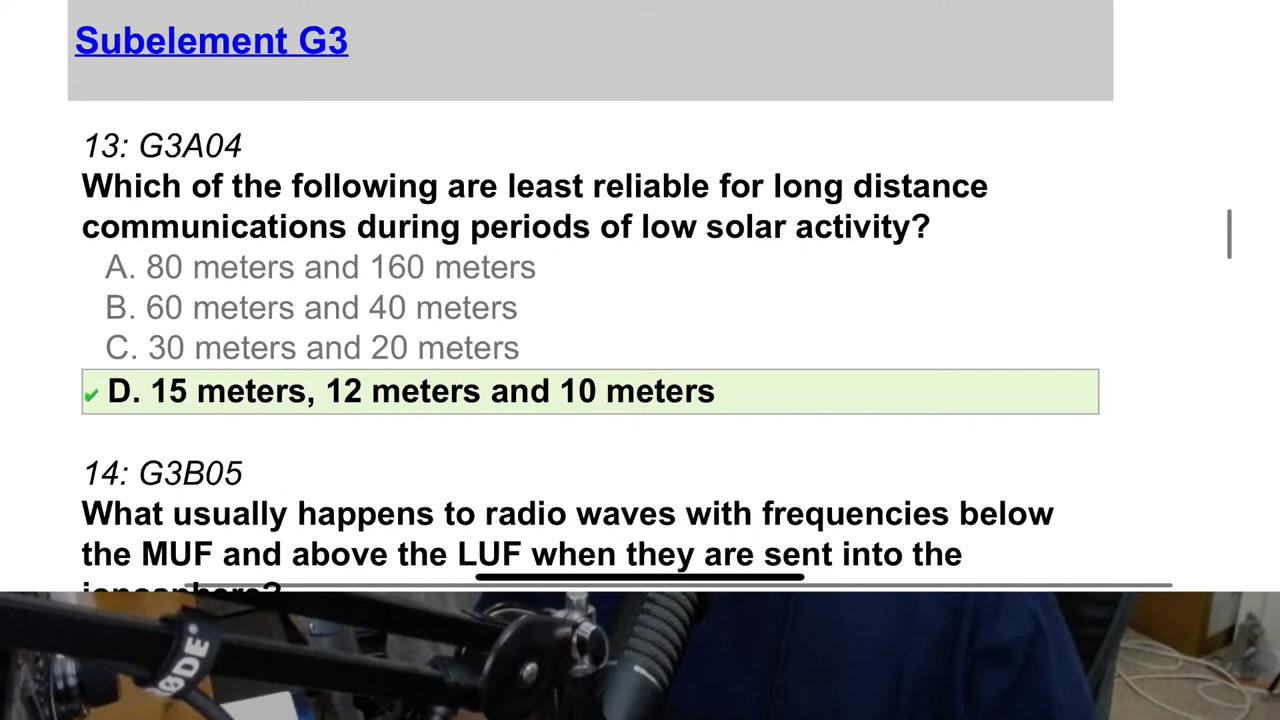 Subelement G3
13: G3A04
Which of the following are least reliable for long distance
communications during periods of low solar activity?
A. 80 meters and 160 meters
B. 60 meters and 40 meters
C. 30 meters and 20 meters
✔ D. 15 meters, 12 meters and 10 meters
14: G3B05
What usually happens to radio waves with frequencies below
the MUF and above the LUF when they are sent into the
ionosphere?
RØDE